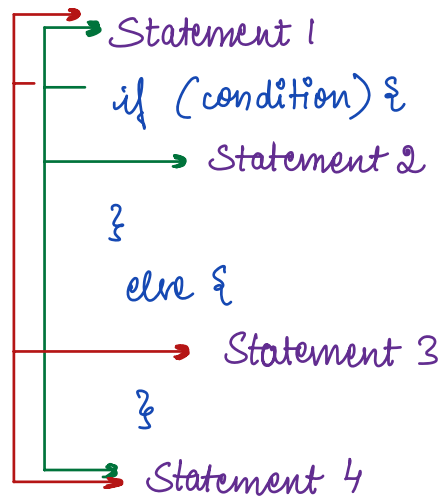 Statement 1
if (condition) {
Statement 2
}
else {
Statement 3
}
Statement 4